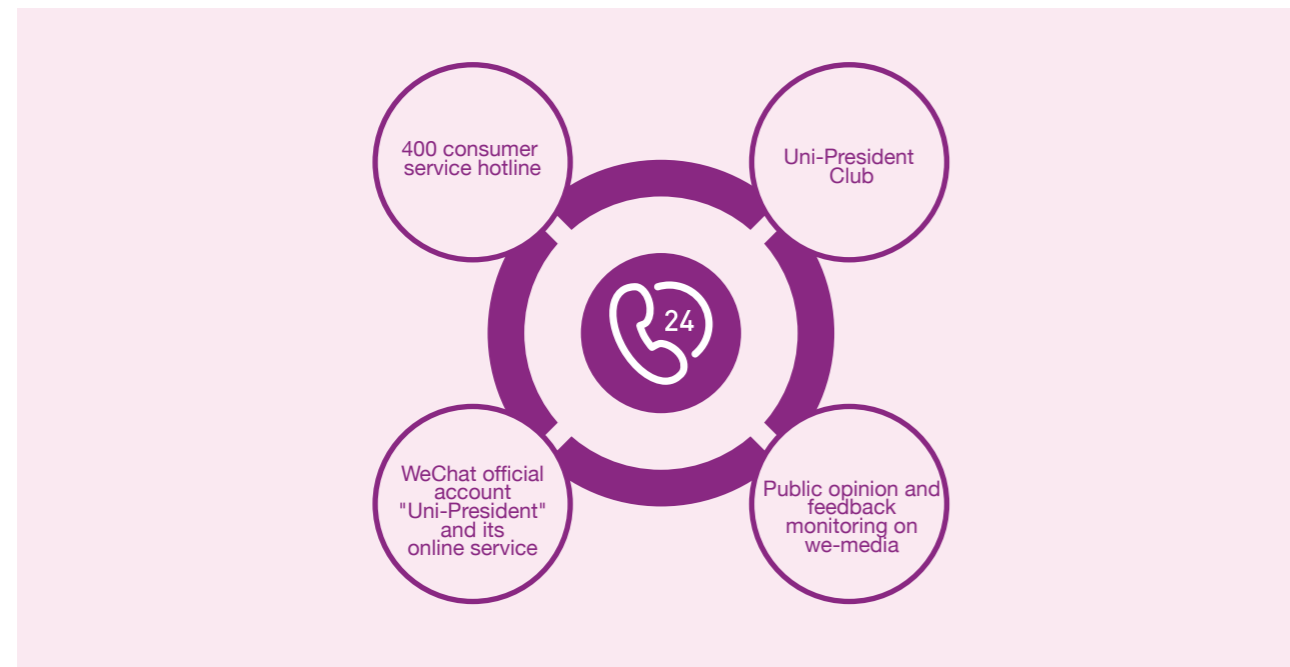 400 consumer
service hotline
Uni-President
Club
24
WeChat official
account
"Uni-President"
and its
online service
Public opinion and
feedback
monitoring on
we-media